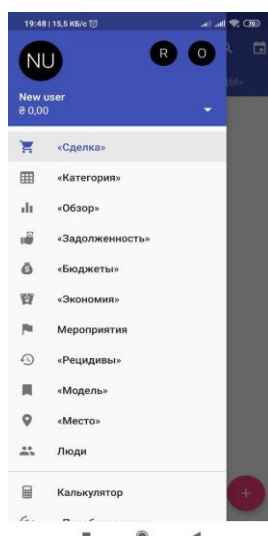 19:48 | 15,5 КБ/с
70
NU
R
O
New user
₴ 0,00
«Сделка»
«Категория»
«Обзор»
«Задолженность»
«Бюджеты»
«Экономия»
Мероприятия
«Рецидивы»
«Модель»
«Место»
Люди
Калькулятор